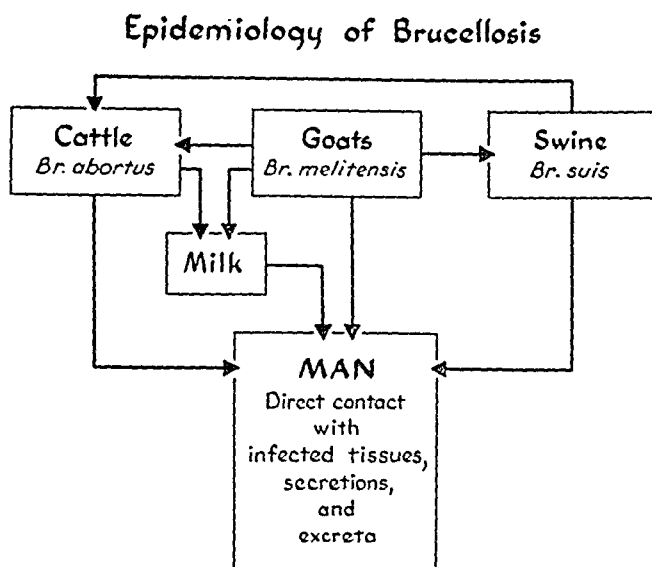 Epidemiology of Brucellosis
Cattle
Br. abortus
Goats
Br. melitensis
Swine
Br. suis
Milk
MAN
Direct contact
with
infected tissues,
secretions,
and
excreta